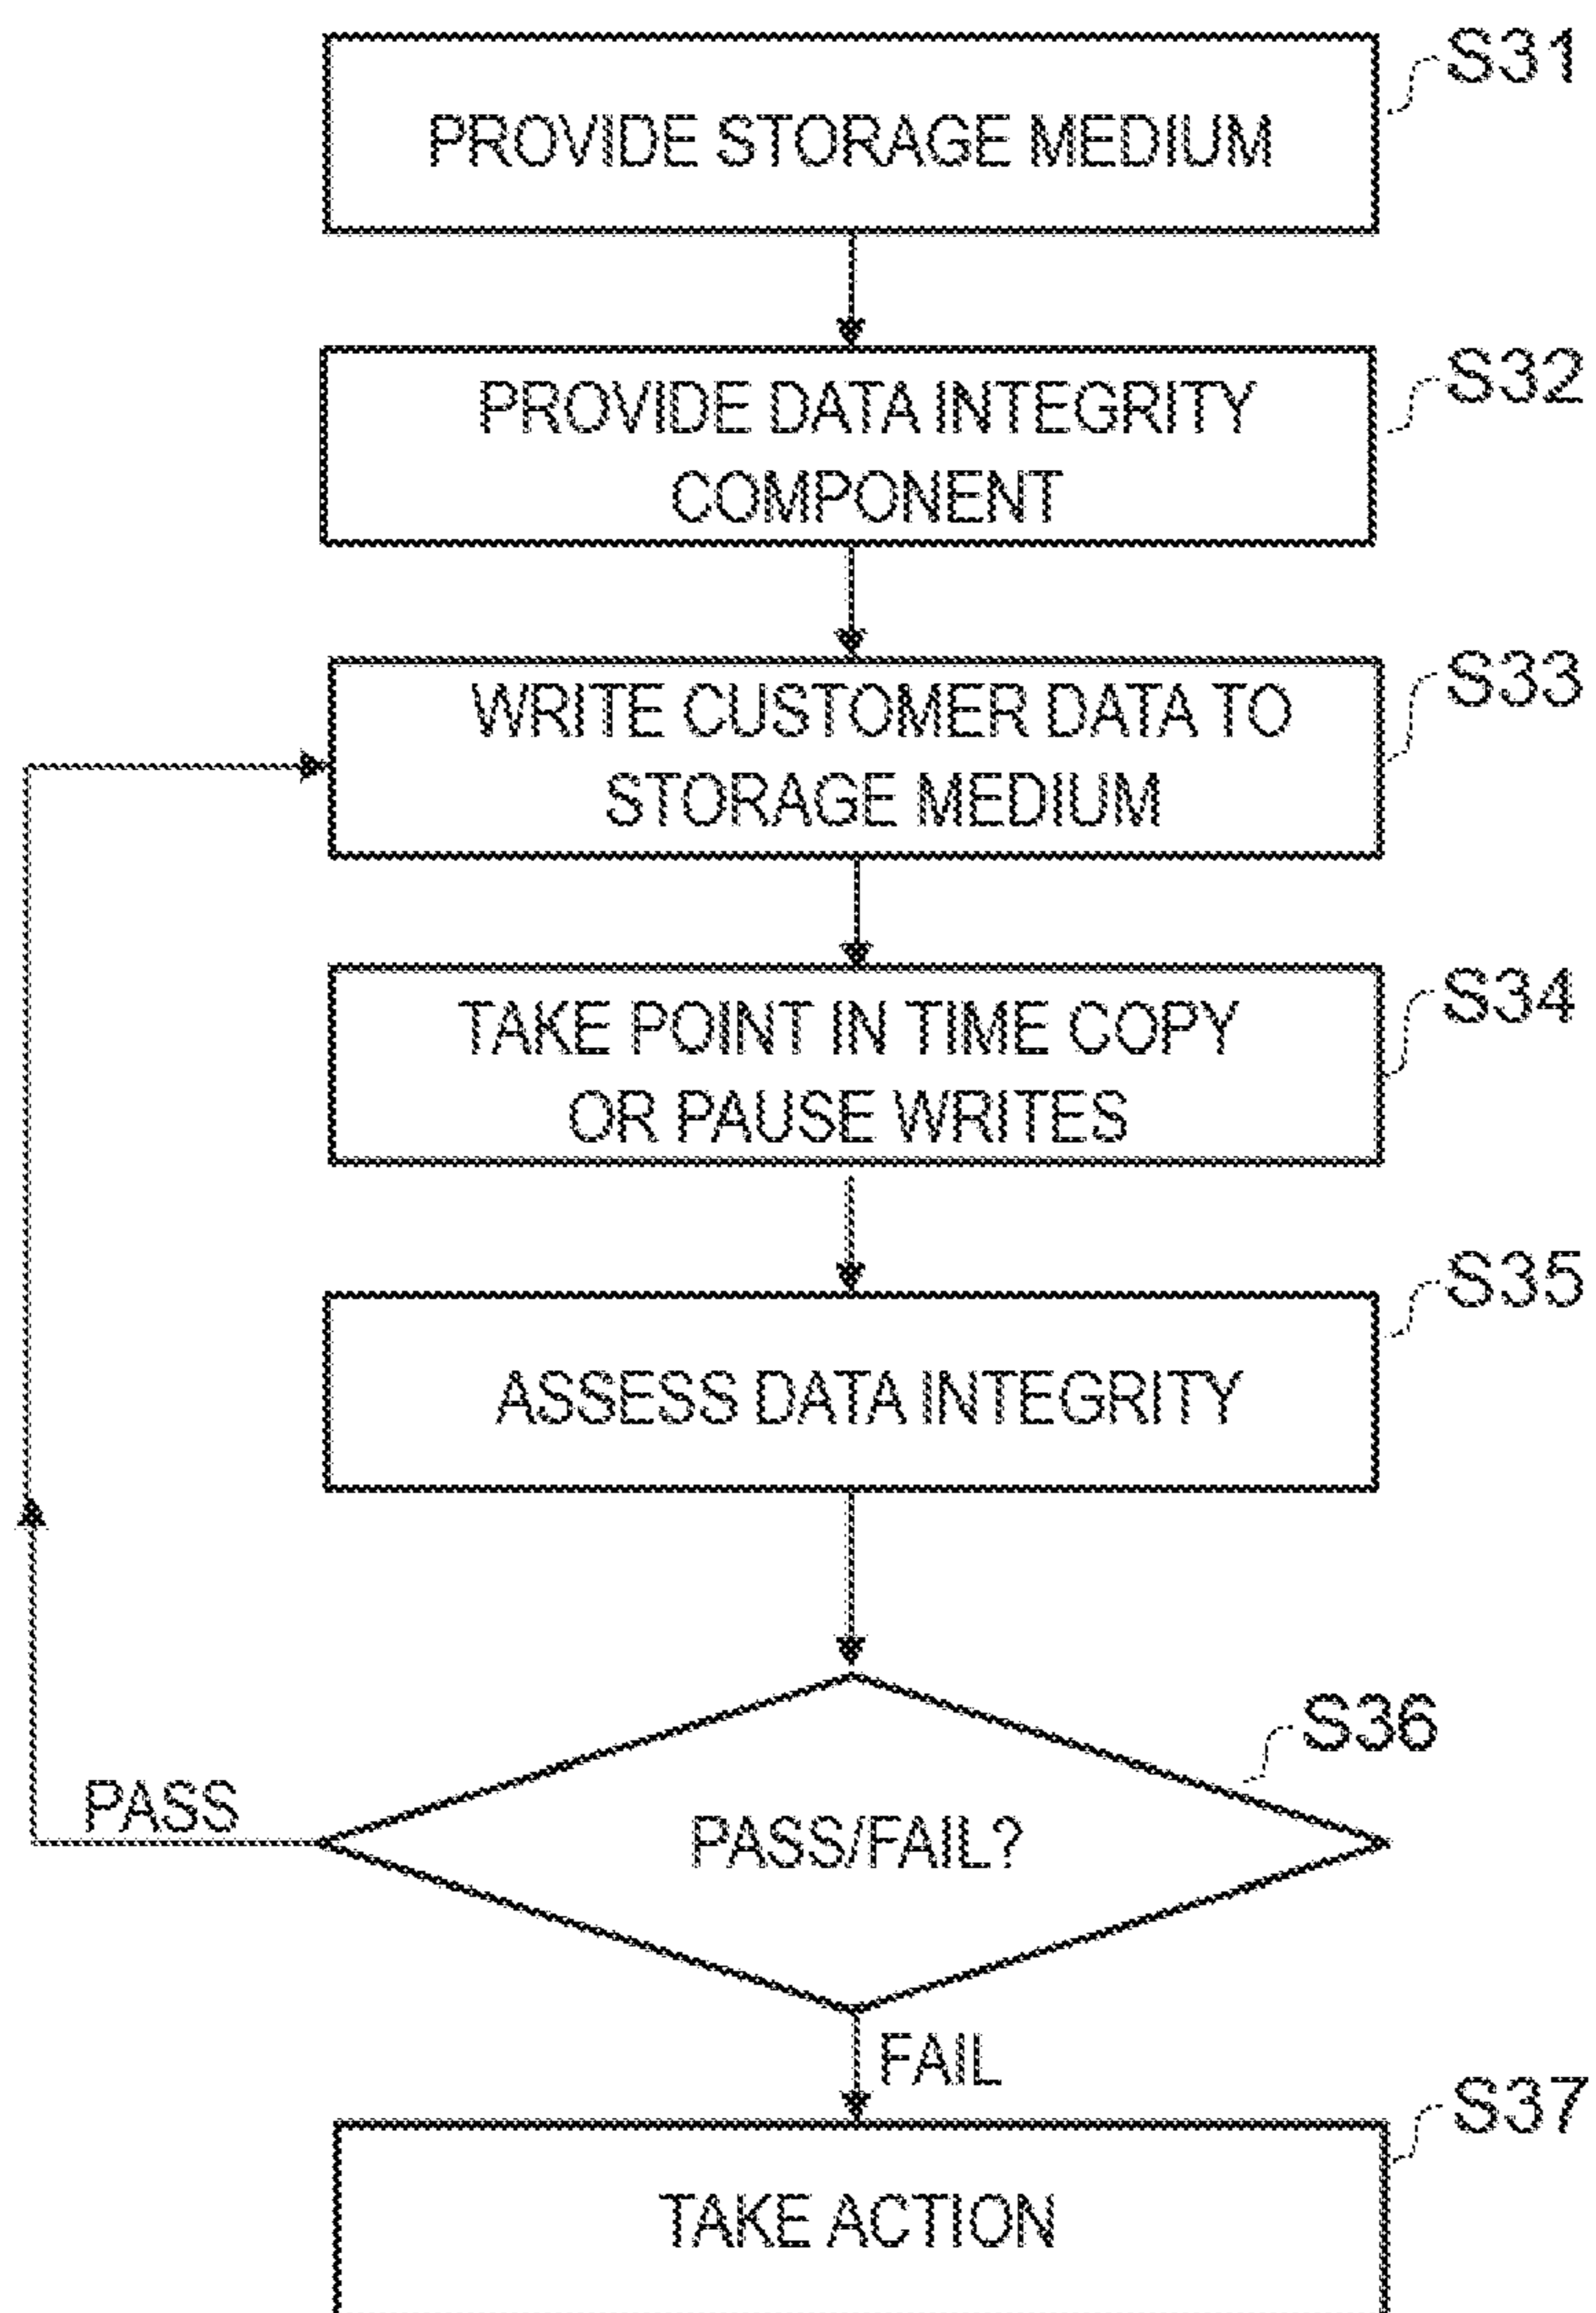 S31
PROVIDE STORAGE MEDIUM
S32
PROVIDE DATA INTEGRITY
COMPONENT
S33
WRITE CUSTOMER DATA TO
STORAGE MEDIUM
S34
TAKE POINT IN TIME COPY
OR PAUSE WRITES
S35
ASSESS DATA INTEGRITY
S36
PASS
PASS/FAIL?
FAIL
S37
TAKE ACTION